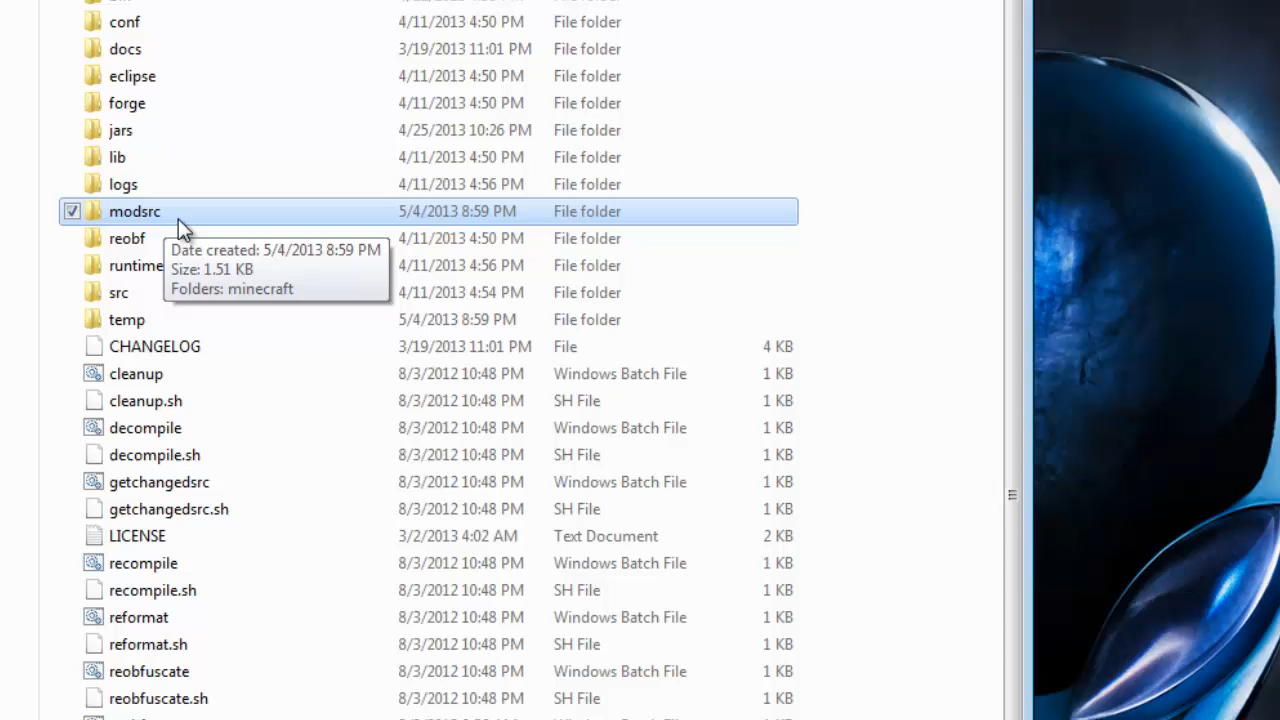 conf 4/11/2013 4:50 PM File folder
docs 3/19/2013 11:01 PM File folder
eclipse 4/11/2013 4:50 PM File folder
forge 4/11/2013 4:50 PM File folder
jars 4/25/2013 10:26 PM File folder
lib 4/11/2013 4:50 PM File folder
logs 4/11/2013 4:56 PM File folder
modsrc 5/4/2013 8:59 PM File folder
reobf 4/11/2013 4:50 PM File folder
Date created: 5/4/2013 8:59 PM
runtime 4/11/2013 4:56 PM File folder
Size: 1.51 KB
Folders: minecraft
src 4/11/2013 4:54 PM File folder
temp 5/4/2013 8:59 PM File folder
CHANGELOG 3/19/2013 11:01 PM File 4 KB
cleanup 8/3/2012 10:48 PM Windows Batch File 1 KB
cleanup.sh 8/3/2012 10:48 PM SH File 1 KB
decompile 8/3/2012 10:48 PM Windows Batch File 1 KB
decompile.sh 8/3/2012 10:48 PM SH File 1 KB
getchangedsrc 8/3/2012 10:48 PM Windows Batch File 1 KB
getchangedsrc.sh 8/3/2012 10:48 PM SH File 1 KB
LICENSE 3/2/2013 4:02 AM Text Document 2 KB
recompile 8/3/2012 10:48 PM Windows Batch File 1 KB
recompile.sh 8/3/2012 10:48 PM SH File 1 KB
reformat 8/3/2012 10:48 PM Windows Batch File 1 KB
reformat.sh 8/3/2012 10:48 PM SH File 1 KB
reobfuscate 8/3/2012 10:48 PM Windows Batch File 1 KB
reobfuscate.sh 8/3/2012 10:48 PM SH File 1 KB